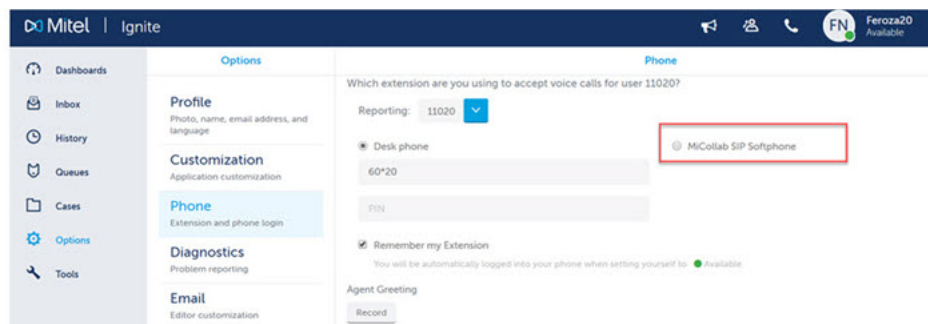 Mitel | Ignite
FN
Feroza20
Available
Dashboards
Inbox
History
Queues
Cases
Options
Tools
Options
Profile
Photo, name, email address, and
language
Customization
Application customization
Phone
Extension and phone login
Diagnostics
Problem reporting
Email
Editor customization
Phone
Which extension are you using to accept voice calls for user 11020?
Reporting: 11020
Desk phone
MiCollab SIP Softphone
60*20
PIN
Remember my Extension
You will be automatically logged into your phone when setting yourself to Available
Agent Greeting
Record